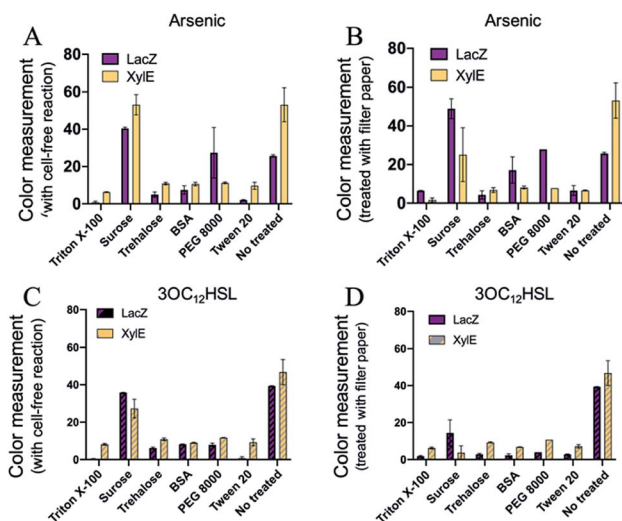 A
Arsenic
Color measurement
(with cell-free reaction)
80
60
40
20
0
LacZ
XylE
Triton X-100
Surose
Trehalose
BSA
PEG 8000
Tween 20
No treated
B
Arsenic
Color measurement
(treated with filter paper)
80
60
40
20
0
LacZ
XylE
Triton X-100
Surose
Trehalose
BSA
PEG 8000
Tween 20
No treated
C
3OC₁₂HSL
Color measurement
(with cell-free reaction)
80
60
40
20
0
LacZ
XylE
Triton X-100
Surose
Trehalose
BSA
PEG 8000
Tween 20
No treated
D
3OC₁₂HSL
Color measurement
(treated with filter paper)
80
60
40
20
0
LacZ
XylE
Triton X-100
Surose
Trehalose
BSA
PEG 8000
Tween 20
No treated